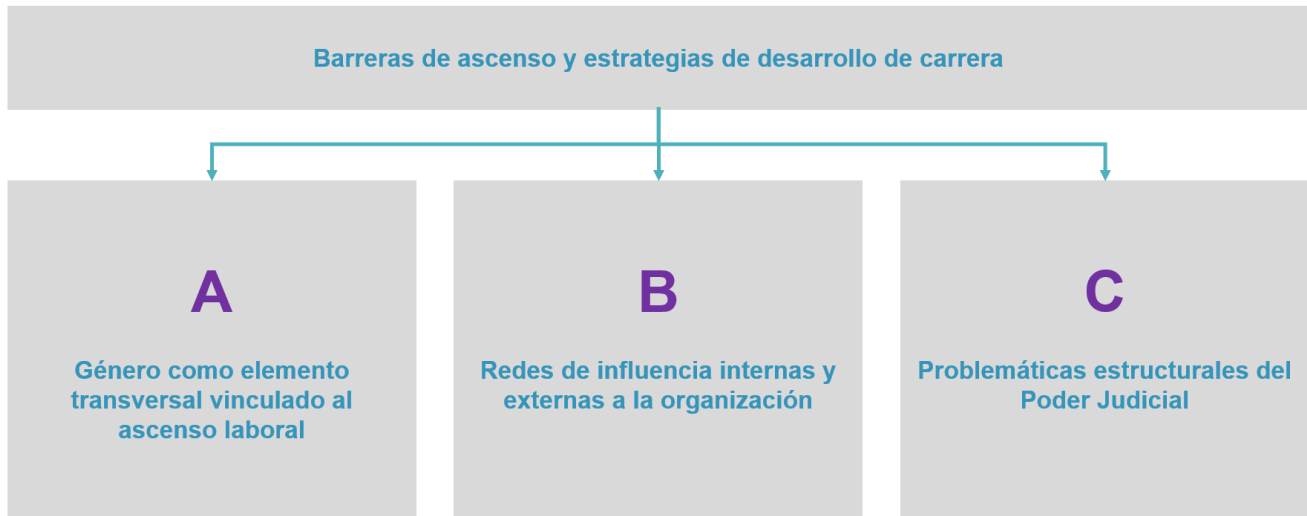 Barreras de ascenso y estrategias de desarrollo de carrera
A
Género como elemento
transversal vinculado al
ascenso laboral
B
Redes de influencia internas y
externas a la organización
C
Problemáticas estructurales del
Poder Judicial